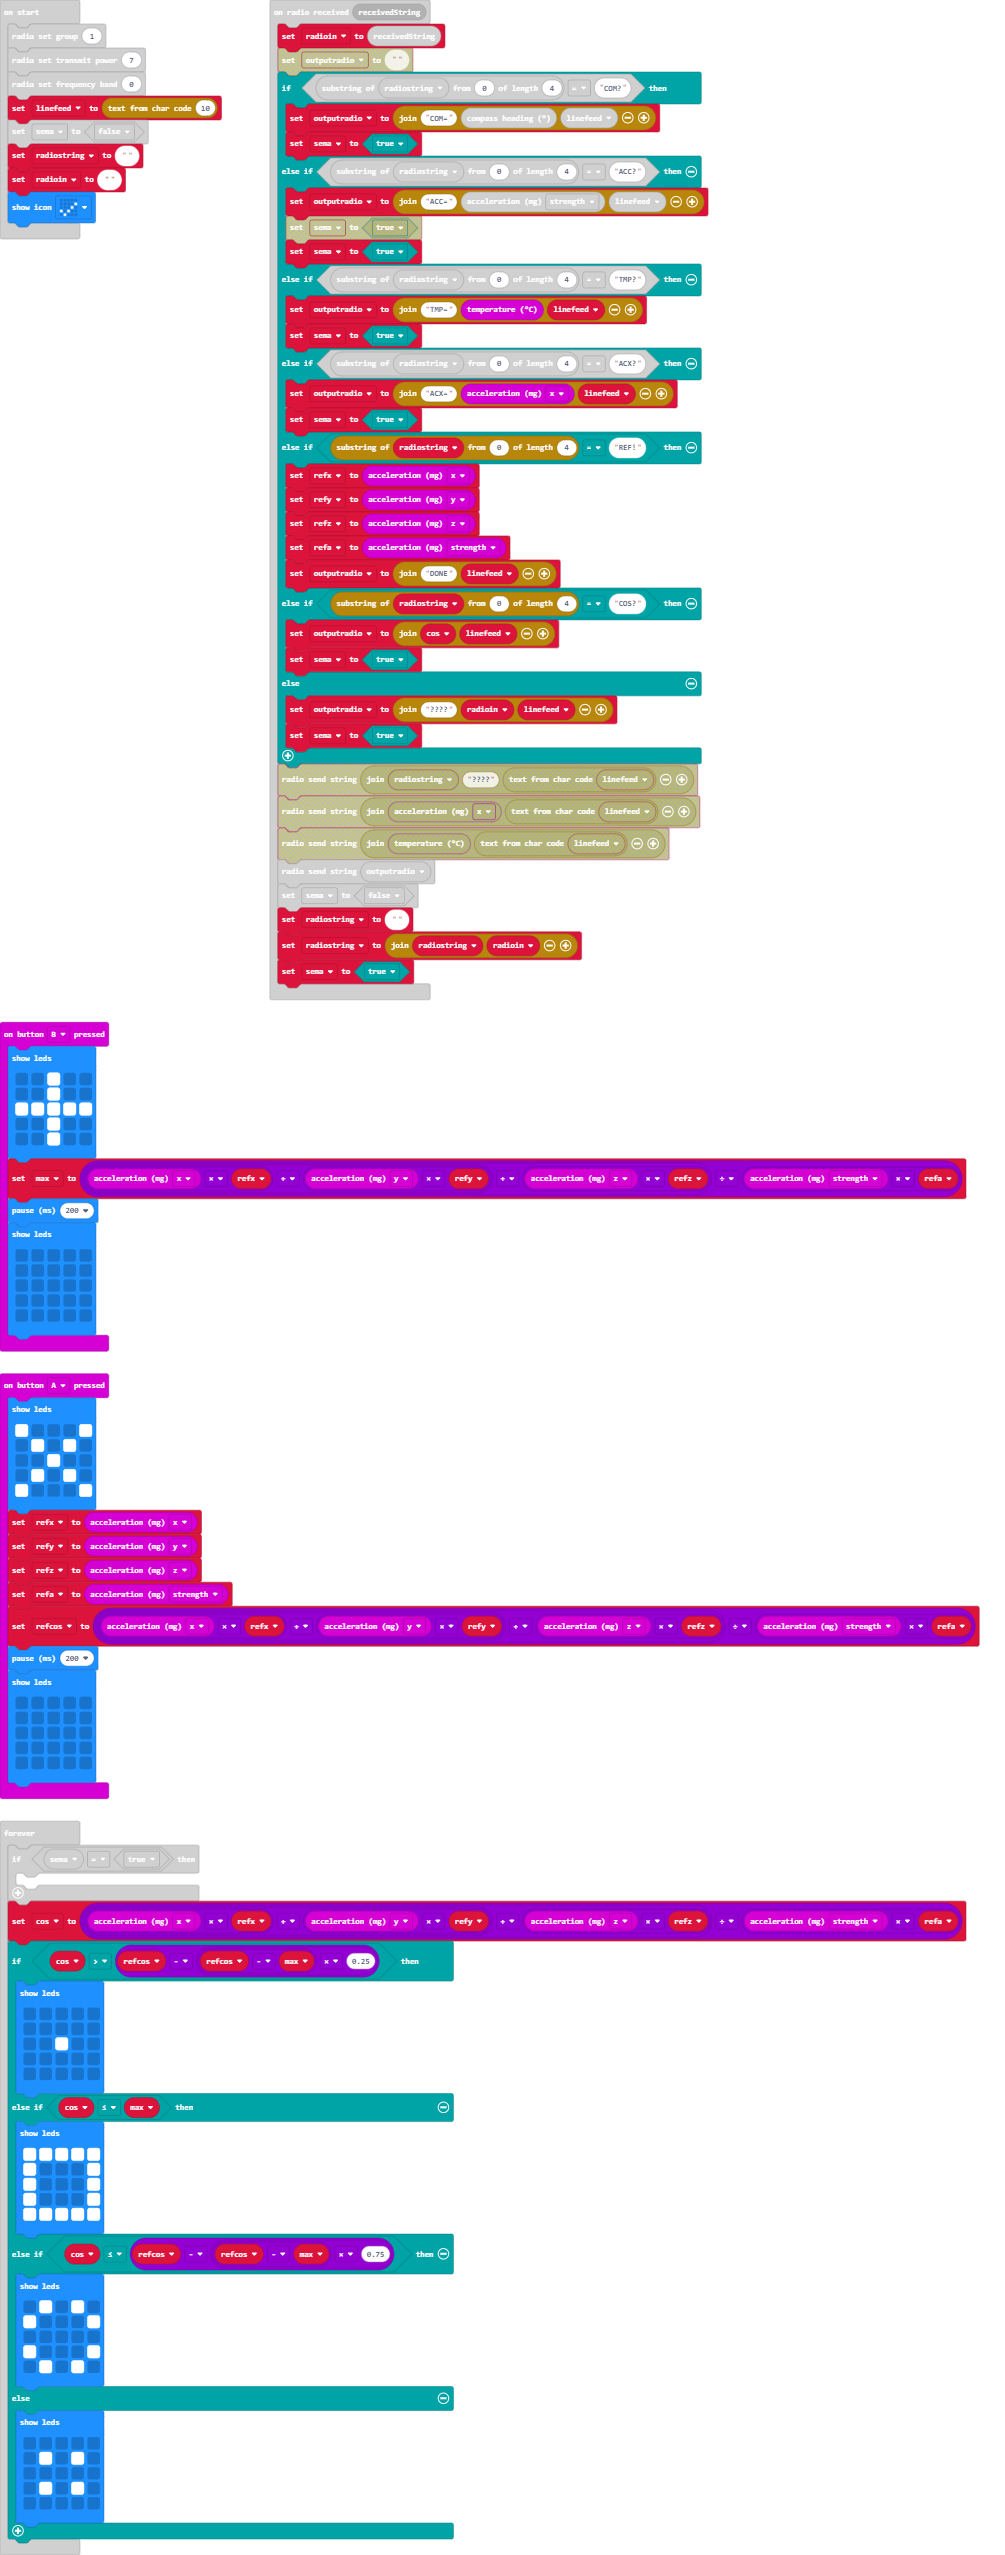 on start
radio set group 1
radio set transmit power 7
radio set frequency band 0
set linefeed to text from char code 10
set sema to false
set radiostring to " "
set radioin to " "
show icon
on radio received receivedString
set radioin to receivedString
set outputradio to " "
if substring of radiostring from 0 of length 4 = "COM?" then
set outputradio to join "COM=" compass heading (°) linefeed
set sema to true
else if substring of radiostring from 0 of length 4 = "ACC?" then
set outputradio to join "ACC=" acceleration (mg) strength linefeed
set sema to true
set sema to true
else if substring of radiostring from 0 of length 4 = "TMP?" then
set outputradio to join "TMP=" temperature (°C) linefeed
set sema to true
else if substring of radiostring from 0 of length 4 = "ACX?" then
set outputradio to join "ACX=" acceleration (mg) x linefeed
set sema to true
else if substring of radiostring from 0 of length 4 = "REF!" then
set refx to acceleration (mg) x
set refy to acceleration (mg) y
set refz to acceleration (mg) z
set refa to acceleration (mg) strength
set outputradio to join "DONE" linefeed
else if substring of radiostring from 0 of length 4 = "COS?" then
set outputradio to join cos linefeed
set sema to true
else
set outputradio to join "????" radioin linefeed
set sema to true
radio send string join radiostring "????" text from char code linefeed
radio send string join acceleration (mg) x text from char code linefeed
radio send string join temperature (°C) text from char code linefeed
radio send string outputradio
set sema to false
set radiostring to " "
set radiostring to join radiostring radioin
set sema to true
on button B pressed
show leds
set max to acceleration (mg) x × refx + acceleration (mg) y × refy + acceleration (mg) z × refz ÷ acceleration (mg) strength × refa
pause (ms) 200
show leds
on button A pressed
show leds
set refx to acceleration (mg) x
set refy to acceleration (mg) y
set refz to acceleration (mg) z
set refa to acceleration (mg) strength
set refcos to acceleration (mg) x × refx + acceleration (mg) y × refy + acceleration (mg) z × refz ÷ acceleration (mg) strength × refa
pause (ms) 200
show leds
forever
if sema = true then
set cos to acceleration (mg) x × refx + acceleration (mg) y × refy + acceleration (mg) z × refz ÷ acceleration (mg) strength × refa
if cos > refcos - refcos - max × 0.25 then
show leds
else if cos ≤ max then
show leds
else if cos ≤ refcos - refcos - max × 0.75 then
show leds
else
show leds